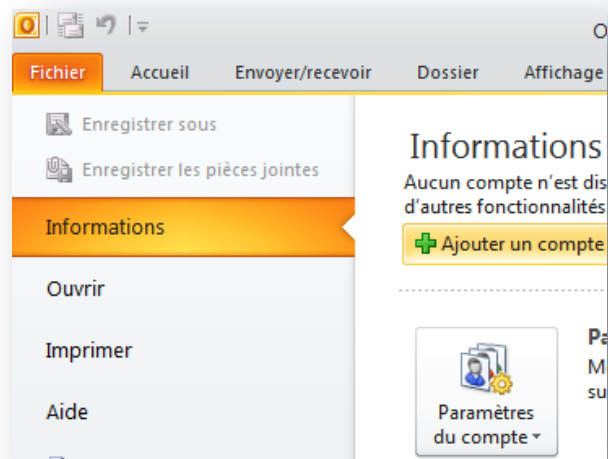 Fichier Accueil Envoyer/recevoir Dossier Affichage
Enregistrer sous
Enregistrer les pièces jointes
Informations
Ouvrir
Imprimer
Aide
Informations
Aucun compte n'est dis
d'autres fonctionnalités
Ajouter un compte
Paramètres
du compte